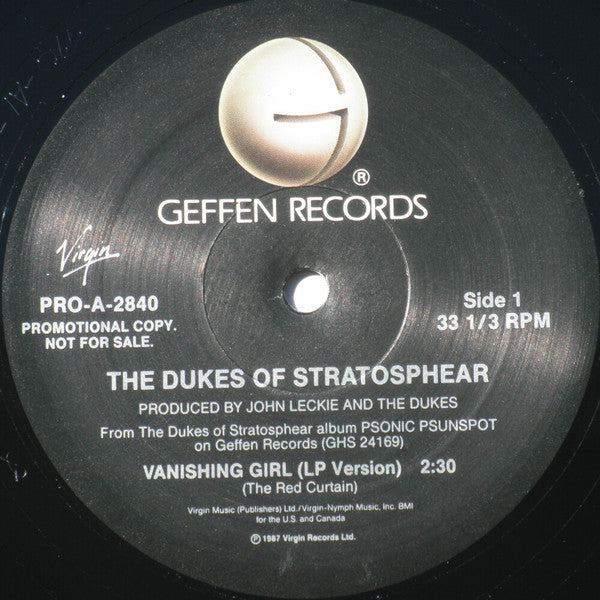 G
®
GEFFEN RECORDS
Virgin
PRO-A-2840
PROMOTIONAL COPY.
NOT FOR SALE.
Side 1
33 1/3 RPM
THE DUKES OF STRATOSPHEAR
PRODUCED BY JOHN LECKIE AND THE DUKES
From The Dukes of Stratosphear album PSONIC PSUNSPOT
on Geffen Records (GHS 24169)
VANISHING GIRL (LP Version) 2:30
(The Red Curtain)
Virgin Music (Publishers) Ltd./Virgin-Nymph Music, Inc. BMI
for the U.S. and Canada
℗ 1987 Virgin Records Ltd.